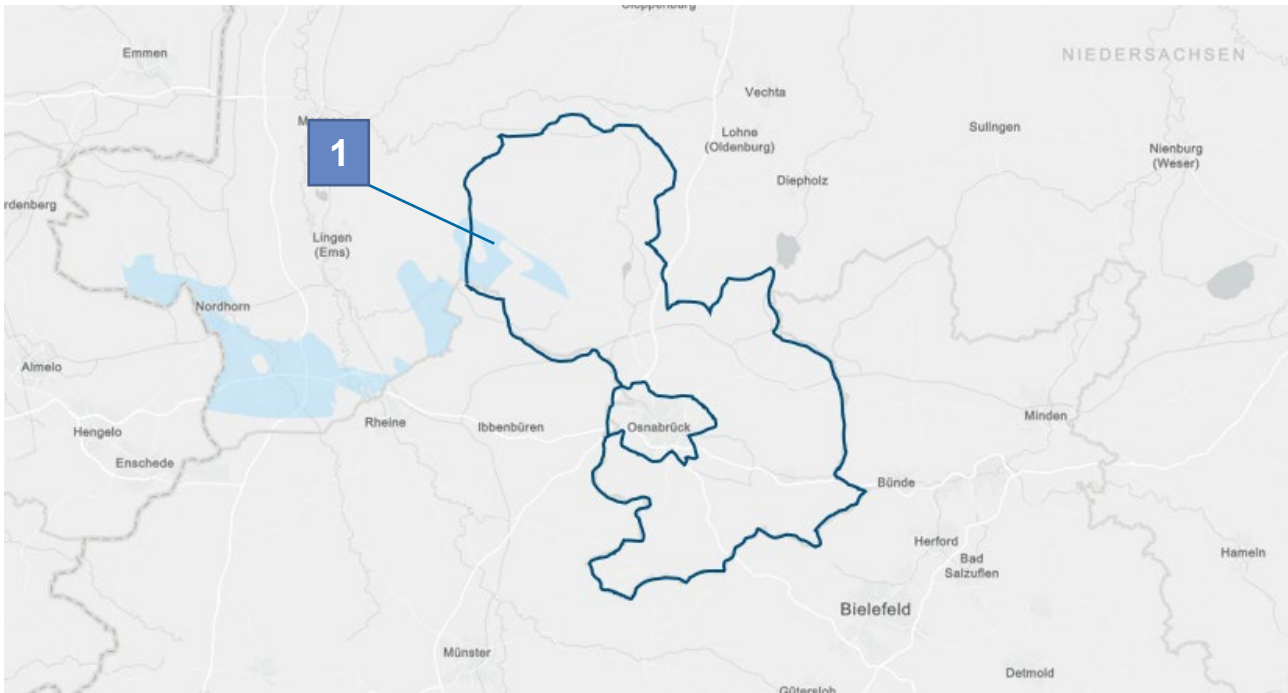 Emmen
NIEDERSACHSEN
Vechta
Lohne
(Oldenburg)
Sulingen
Nienburg
(Weser)
1
Diepholz
rdenberg
Lingen
(Ems)
Nordhorn
Almelo
Rheine
Ibbenbüren
Osnabrück
Minden
Hengelo
Enschede
Bünde
Herford
Bad
Salzuflen
Hameln
Bielefeld
Münster
Detmold